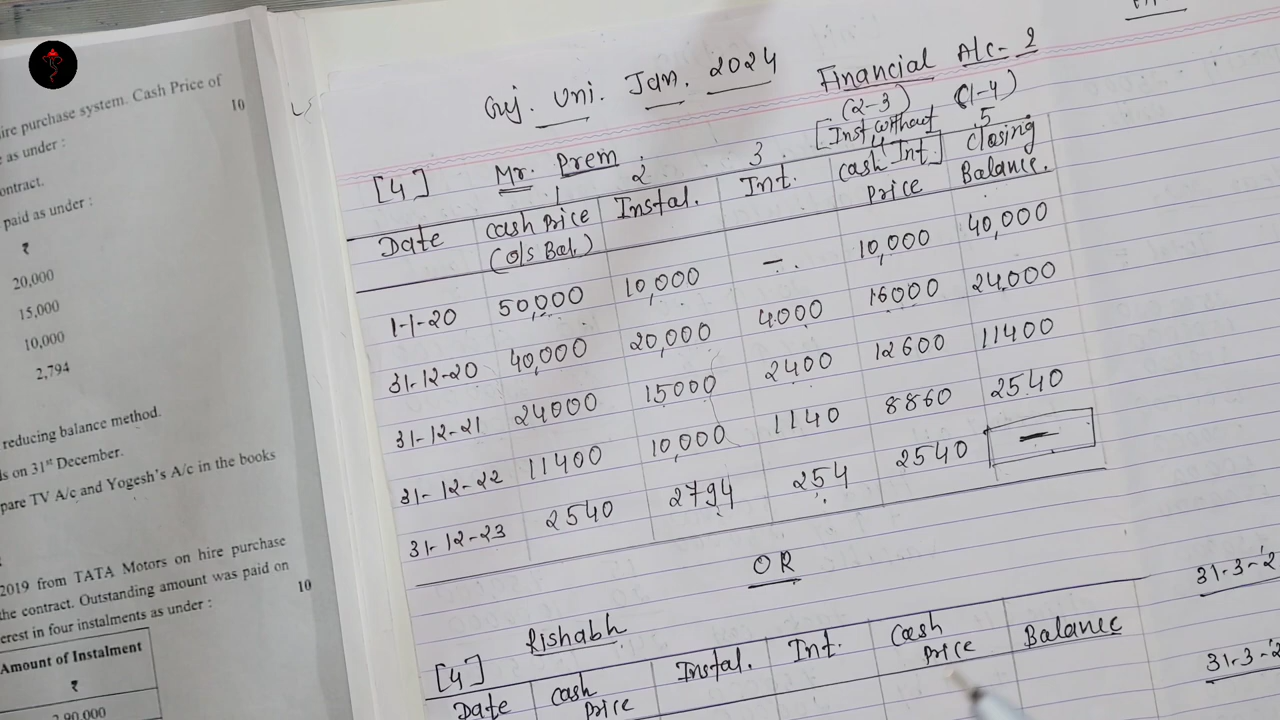 ire purchase system. Cash Price of
10
e as under :
ontract.
paid as under :
₹
20,000
15,000
10,000
2,794
reducing balance method.
ls on 31st December.
pare TV A/c and Yogesh's A/c in the books
2019 from TATA Motors on hire purchase
the contract. Outstanding amount was paid on
erest in four instalments as under :
10
Amount of Instalment
₹
Guj. Uni. Jan. 2024 Financial A/c-2
(2-3) (1-4)
[4] Mr. Prem [Inst without Int.]
1 2 3 4 5
Date Cash Price (o/s Bal.) Instal. Int. Cash Price Closing Balance.
1-1-20 50,000 10,000 – 10,000 40,000
31-12-20 40,000 20,000 4000 16000 24,000
31-12-21 24000 15000 2400 12600 11400
31-12-22 11400 10,000 1140 8860 2540
31-12-23 2540 2794 254 2540 –
OR
[4] Rishabh
Date Cash Price Instal. Int. Cash Price Balance
31-3-'2
31-3-'2